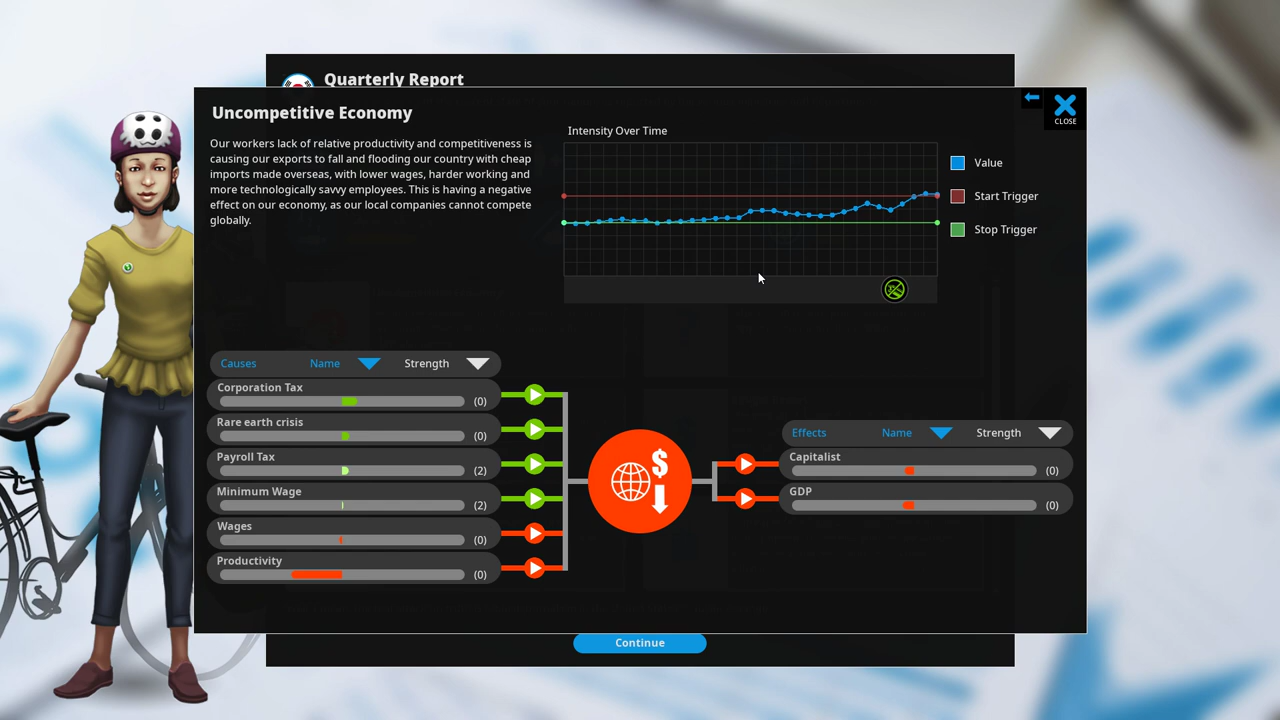 Quarterly Report
Uncompetitive Economy
CLOSE
Our workers lack of relative productivity and competitiveness is
causing our exports to fall and flooding our country with cheap
imports made overseas, with lower wages, harder working and
more technologically savvy employees. This is having a negative
effect on our economy, as our local companies cannot compete
globally.
Intensity Over Time
Value
Start Trigger
Stop Trigger
Causes Name Strength
Corporation Tax
(0)
Rare earth crisis
(0)
Payroll Tax
(2)
Minimum Wage
(2)
Wages
(0)
Productivity
(0)
$
Effects Name Strength
Capitalist
(0)
GDP
(0)
Continue